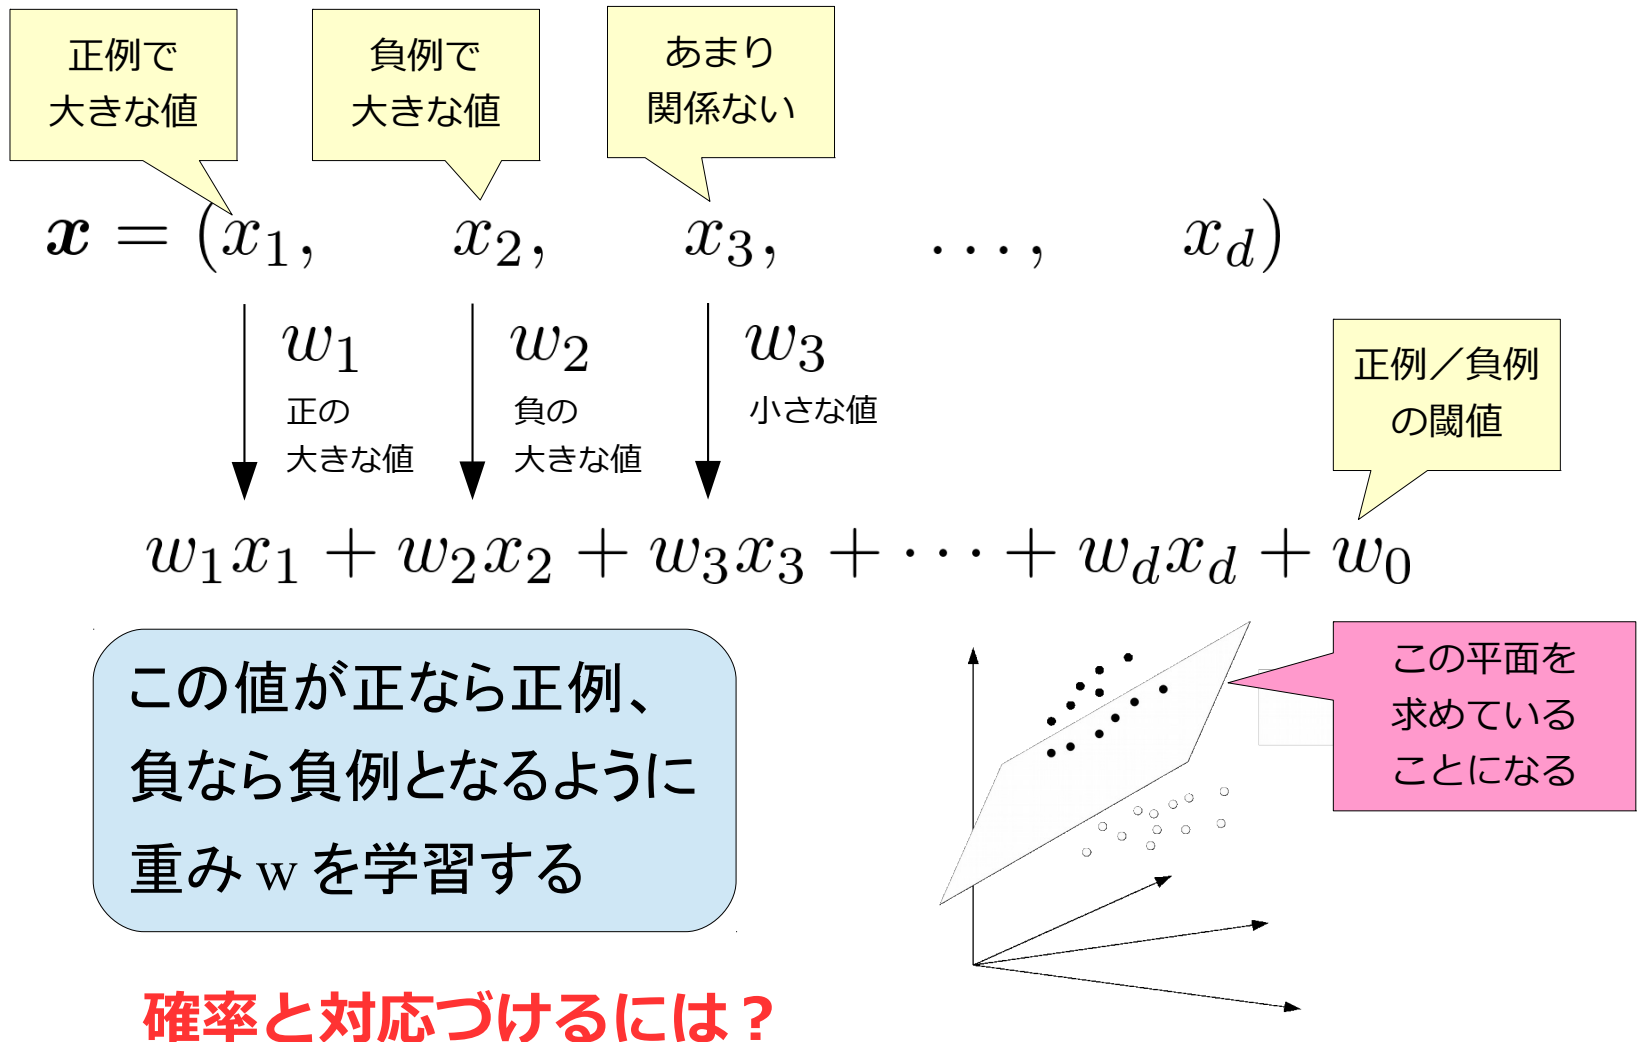 正例で
大きな値
負例で
大きな値
あまり
関係ない
x = (x₁, x₂, x₃, ..., x_d)
w₁
正の
大きな値
w₂
負の
大きな値
w₃
小さな値
正例／負例
の閾値
w₁x₁ + w₂x₂ + w₃x₃ + ⋯ + w_dx_d + w₀
この値が正なら正例、
負なら負例となるように
重み w を学習する
この平面を
求めている
ことになる
確率と対応づけるには？